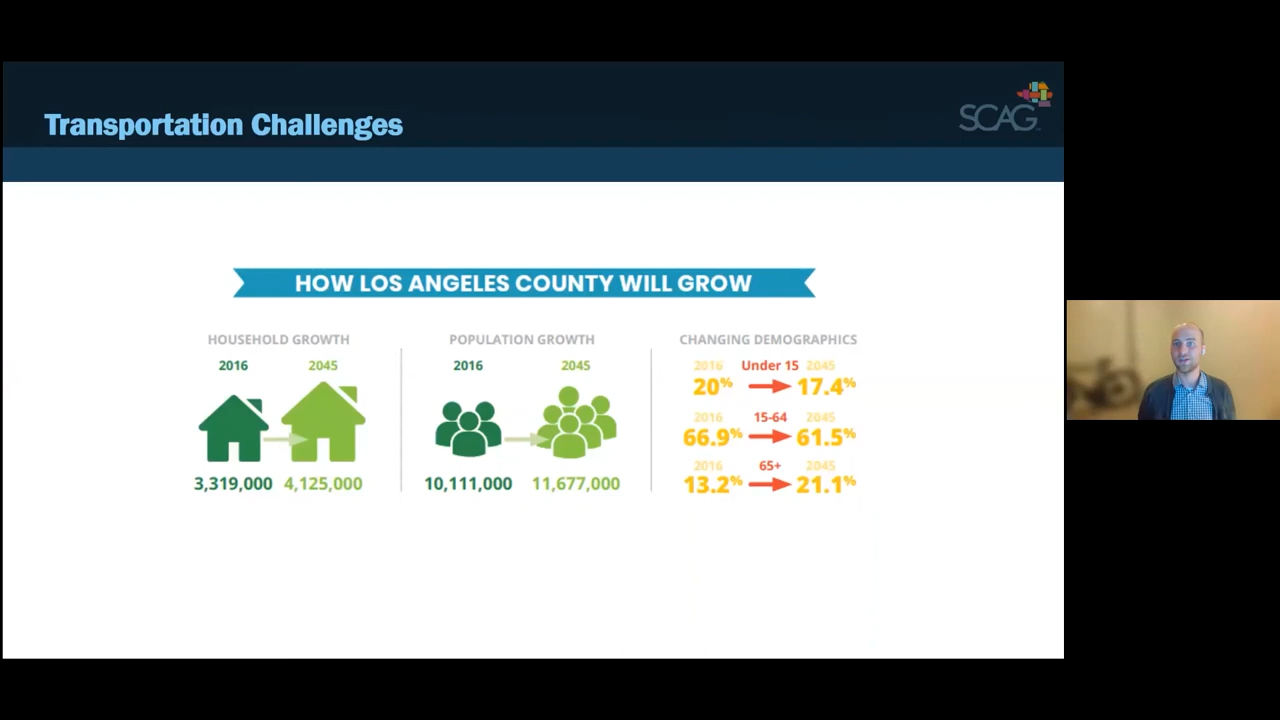 Transportation Challenges
SCAG
HOW LOS ANGELES COUNTY WILL GROW
HOUSEHOLD GROWTH
2016 2045
3,319,000 4,125,000
POPULATION GROWTH
2016 2045
10,111,000 11,677,000
CHANGING DEMOGRAPHICS
2016 Under 15 2045
20% 17.4%
2016 15-64 2045
66.9% 61.5%
2016 65+ 2045
13.2% 21.1%